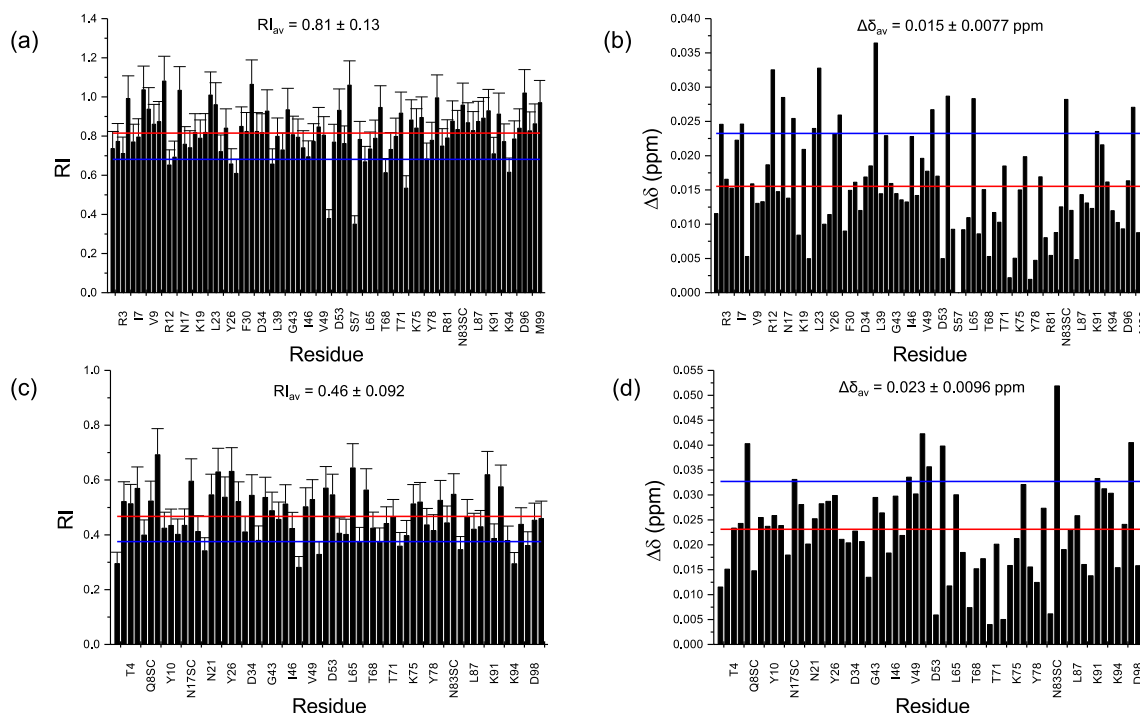 (a)
RIav = 0.81 ± 0.13
1.4
1.2
1.0
0.8
0.6
0.4
0.2
0.0
RI
R3 I7 V9 R12 N17 K19 L23 Y26 F30 D34 L39 G43 I46 V49 D53 S57 L65 T68 T71 K75 Y78 R81 N83SC L87 K91 K94 D96 M99
Residue
(b)
Δδav = 0.015 ± 0.0077 ppm
0.040
0.035
0.030
0.025
0.020
0.015
0.010
0.005
0.000
Δδ (ppm)
R3 I7 V9 R12 N17 K19 L23 Y26 F30 D34 L39 G43 I46 V49 D53 S57 L65 T68 T71 K75 Y78 R81 N83SC L87 K91 K94 D96
Residue
(c)
RIav = 0.46 ± 0.092
1.0
0.8
0.6
0.4
0.2
0.0
RI
T4 Q8SC Y10 N17SC N21 Y26 D34 G43 I46 V49 D53 L65 T68 T71 K75 Y78 N83SC L87 K91 K94 D98
Residue
(d)
Δδav = 0.023 ± 0.0096 ppm
0.055
0.050
0.045
0.040
0.035
0.030
0.025
0.020
0.015
0.010
0.005
0.000
Δδ (ppm)
T4 Q8SC Y10 N17SC N21 Y26 D34 G43 I46 V49 D53 L65 T68 T71 K75 Y78 N83SC L87 K91 K94 D98
Residue